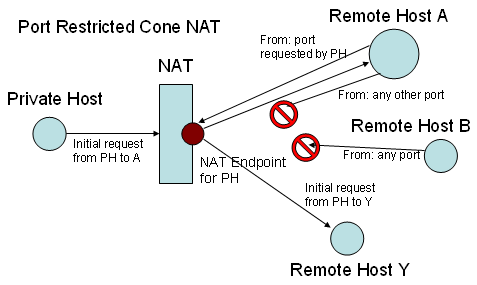 Port Restricted Cone NAT
Remote Host A
From: port
requested by PH
NAT
From: any other port
Private Host
Initial request
from PH to A
Remote Host B
From: any port
NAT Endpoint
for PH
Initial request
from PH to Y
Remote Host Y